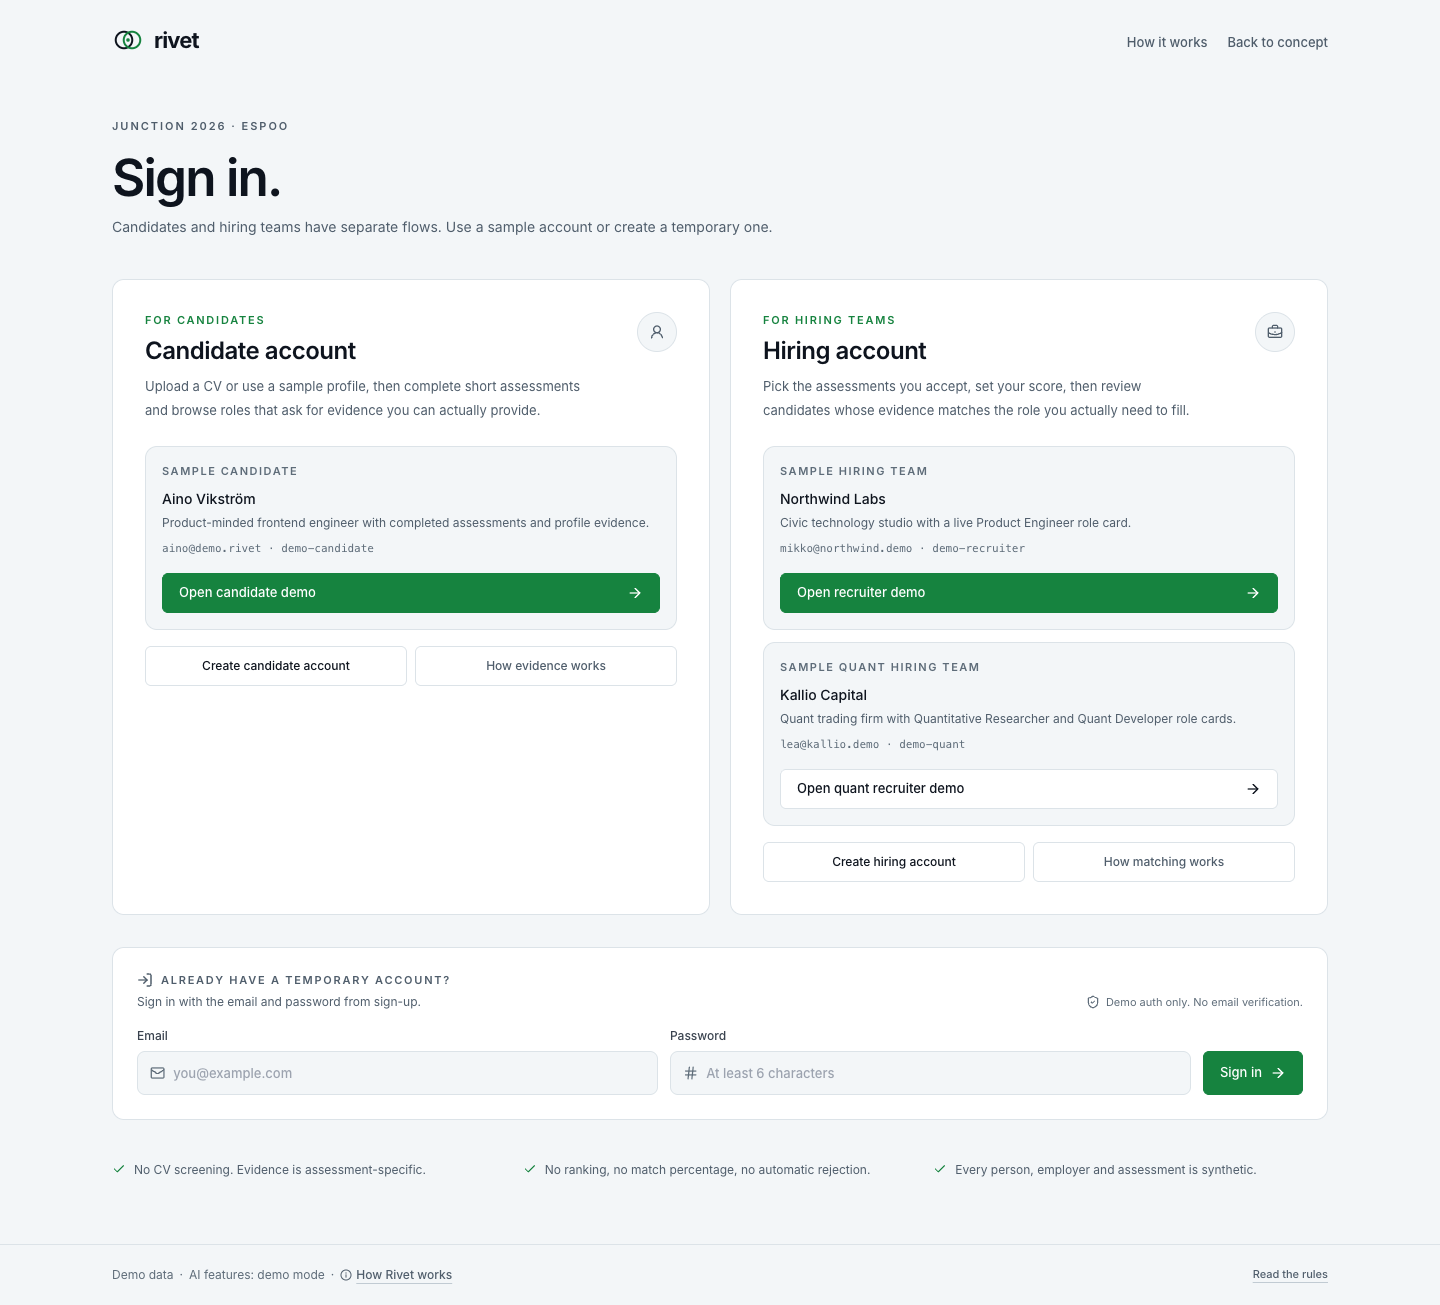 rivet
How it works
Back to concept
JUNCTION 2026 · ESPOO
Sign in.
Candidates and hiring teams have separate flows. Use a sample account or create a temporary one.
FOR CANDIDATES
Candidate account
Upload a CV or use a sample profile, then complete short assessments
and browse roles that ask for evidence you can actually provide.
SAMPLE CANDIDATE
Aino Vikström
Product-minded frontend engineer with completed assessments and profile evidence.
aino@demo.rivet · demo-candidate
Open candidate demo
Create candidate account
How evidence works
FOR HIRING TEAMS
Hiring account
Pick the assessments you accept, set your score, then review
candidates whose evidence matches the role you actually need to fill.
SAMPLE HIRING TEAM
Northwind Labs
Civic technology studio with a live Product Engineer role card.
mikko@northwind.demo · demo-recruiter
Open recruiter demo
SAMPLE QUANT HIRING TEAM
Kallio Capital
Quant trading firm with Quantitative Researcher and Quant Developer role cards.
lea@kallio.demo · demo-quant
Open quant recruiter demo
Create hiring account
How matching works
ALREADY HAVE A TEMPORARY ACCOUNT?
Sign in with the email and password from sign-up.
Demo auth only. No email verification.
Email
you@example.com
Password
At least 6 characters
Sign in
No CV screening. Evidence is assessment-specific.
No ranking, no match percentage, no automatic rejection.
Every person, employer and assessment is synthetic.
Demo data · AI features: demo mode · How Rivet works
Read the rules